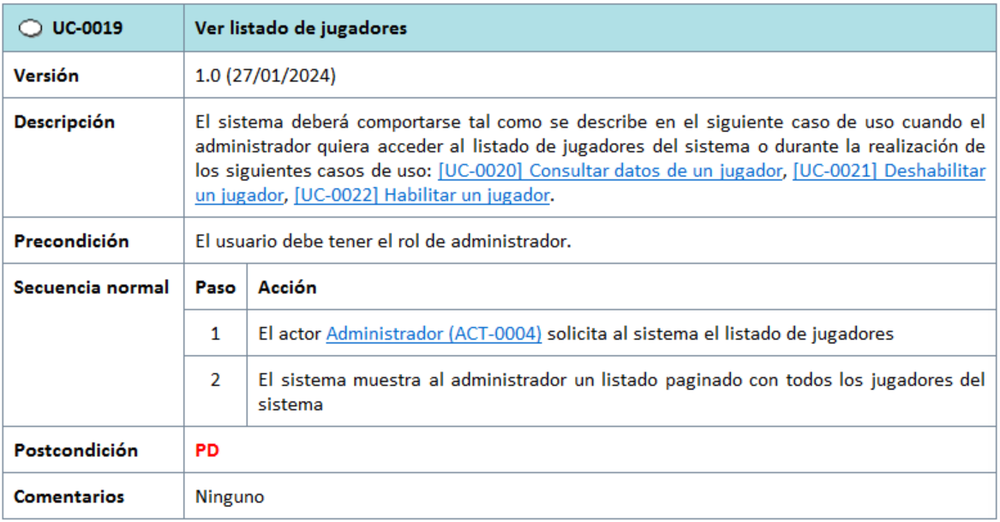 UC-0019 Ver listado de jugadores
Versión 1.0 (27/01/2024)
Descripción El sistema deberá comportarse tal como se describe en el siguiente caso de uso cuando el
administrador quiera acceder al listado de jugadores del sistema o durante la realización de
los siguientes casos de uso: [UC-0020] Consultar datos de un jugador, [UC-0021] Deshabilitar
un jugador, [UC-0022] Habilitar un jugador.
Precondición El usuario debe tener el rol de administrador.
Secuencia normal Paso Acción
1 El actor Administrador (ACT-0004) solicita al sistema el listado de jugadores
2 El sistema muestra al administrador un listado paginado con todos los jugadores del
sistema
Postcondición PD
Comentarios Ninguno